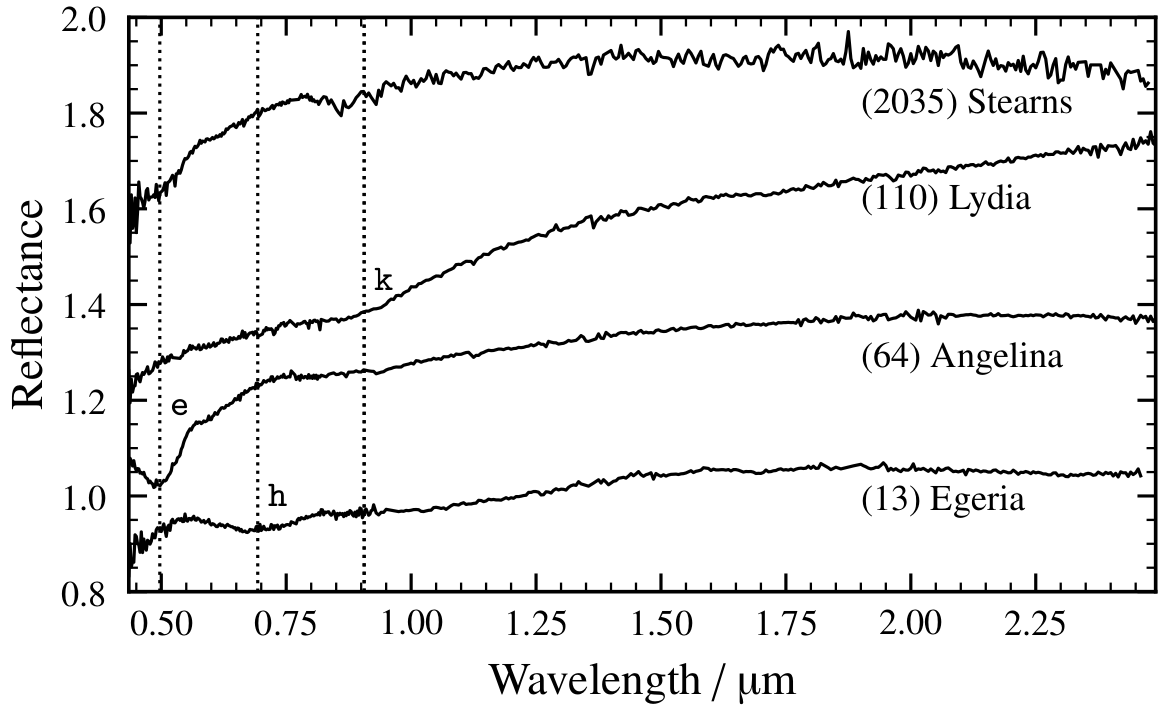 2.0
1.8
1.6
1.4
1.2
1.0
0.8
Reflectance
(2035) Stearns
(110) Lydia
k
(64) Angelina
e
h
(13) Egeria
0.50 0.75 1.00 1.25 1.50 1.75 2.00 2.25
Wavelength / μm